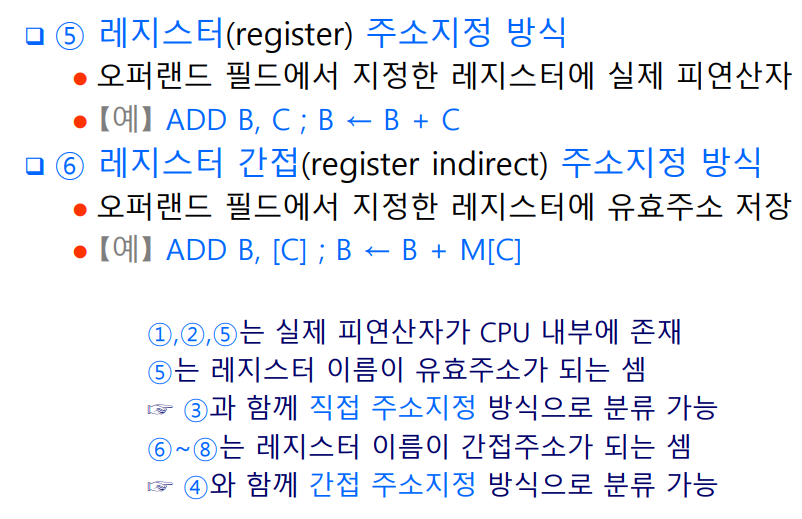 ❑ ⑤ 레지스터(register) 주소지정 방식
● 오퍼랜드 필드에서 지정한 레지스터에 실제 피연산자
● 【예】 ADD B, C ; B ← B + C
❑ ⑥ 레지스터 간접(register indirect) 주소지정 방식
● 오퍼랜드 필드에서 지정한 레지스터에 유효주소 저장
● 【예】 ADD B, [C] ; B ← B + M[C]
①,②,⑤는 실제 피연산자가 CPU 내부에 존재
⑤는 레지스터 이름이 유효주소가 되는 셈
☞ ③과 함께 직접 주소지정 방식으로 분류 가능
⑥~⑧는 레지스터 이름이 간접주소가 되는 셈
☞ ④와 함께 간접 주소지정 방식으로 분류 가능